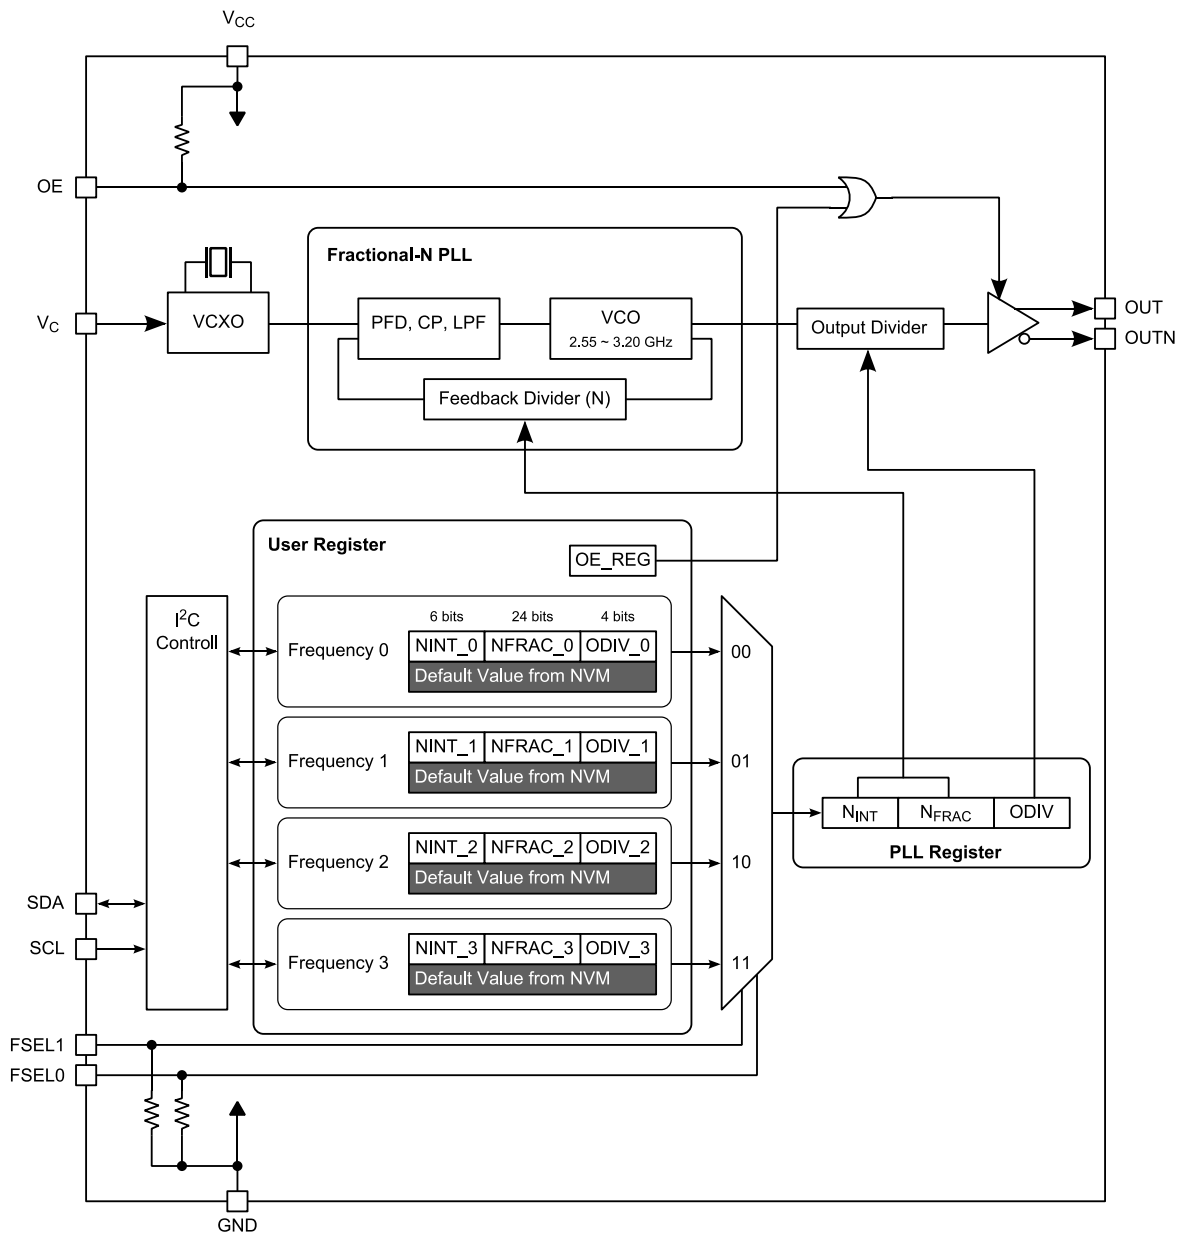 VCC
OE
Fractional-N PLL
VC
VCXO
PFD, CP, LPF
VCO
2.55 ~ 3.20 GHz
Output Divider
OUT
OUTN
Feedback Divider (N)
User Register
OE_REG
I2C
Controll
6 bits 24 bits 4 bits
Frequency 0 NINT_0 NFRAC_0 ODIV_0 00
Default Value from NVM
Frequency 1 NINT_1 NFRAC_1 ODIV_1 01
Default Value from NVM
NINT NFRAC ODIV
PLL Register
Frequency 2 NINT_2 NFRAC_2 ODIV_2 10
Default Value from NVM
SDA
SCL
Frequency 3 NINT_3 NFRAC_3 ODIV_3 11
Default Value from NVM
FSEL1
FSEL0
GND